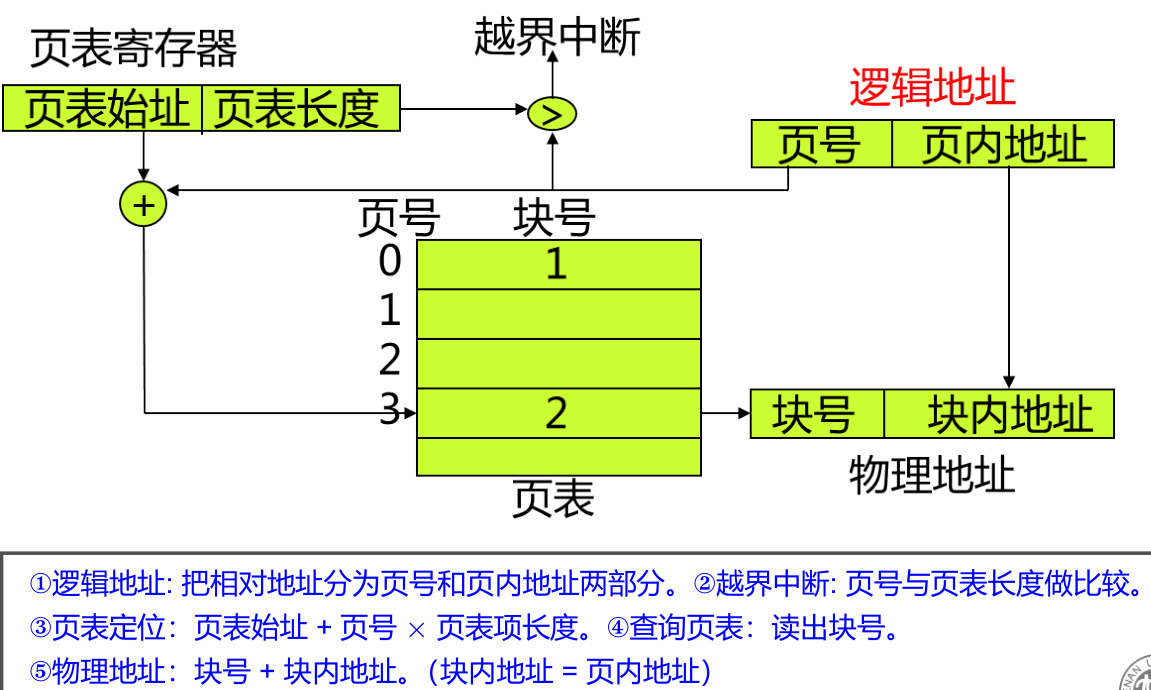 越界中断
页表寄存器
逻辑地址
页表始址 页表长度
>
页号 页内地址
+
页号 块号
0 1
1
2
3 2
块号 块内地址
物理地址
页表
①逻辑地址: 把相对地址分为页号和页内地址两部分。②越界中断: 页号与页表长度做比较。
③页表定位：页表始址 + 页号 × 页表项长度。④查询页表：读出块号。
⑤物理地址：块号 + 块内地址。（块内地址 = 页内地址）